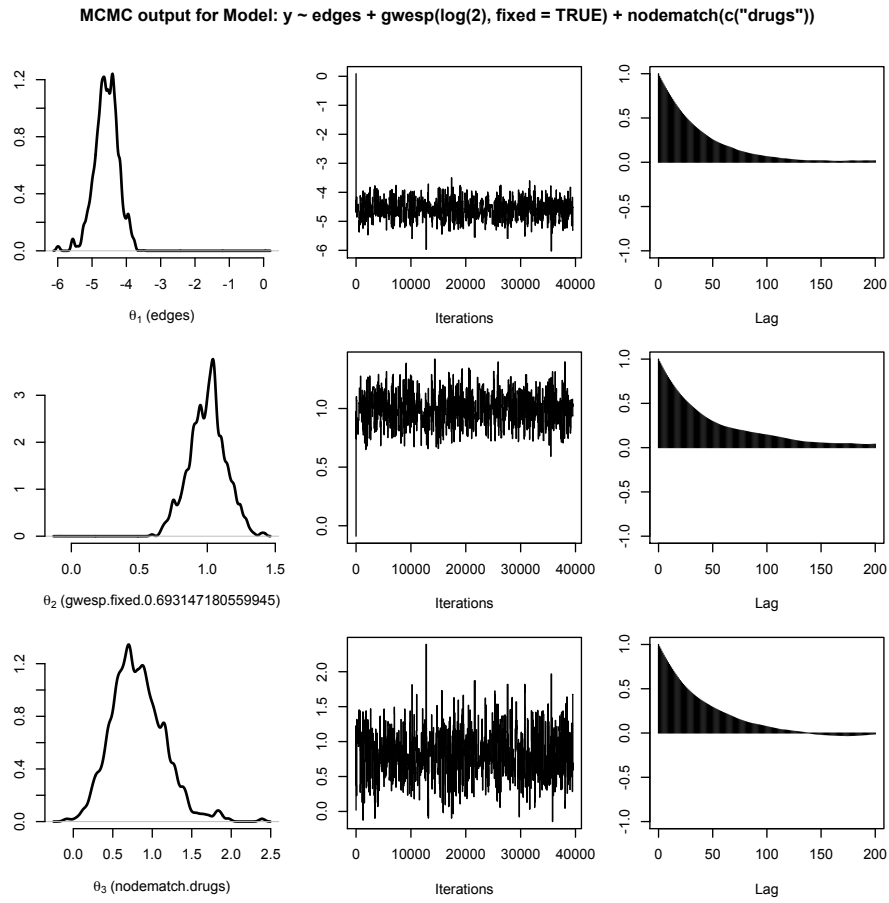 MCMC output for Model: y ~ edges + gwesp(log(2), fixed = TRUE) + nodematch(c("drugs"))
0.0 0.4 0.8 1.2
-6 -5 -4 -3 -2 -1 0
θ1 (edges)
-6 -5 -4 -3 -2 -1 0
0 10000 20000 30000 40000
Iterations
-1.0 -0.5 0.0 0.5 1.0
0 50 100 150 200
Lag
0 1 2 3
0.0 0.5 1.0 1.5
θ2 (gwesp.fixed.0.693147180559945)
0.0 0.5 1.0
0 10000 20000 30000 40000
Iterations
-1.0 -0.5 0.0 0.5 1.0
0 50 100 150 200
Lag
0.0 0.4 0.8 1.2
0.0 0.5 1.0 1.5 2.0 2.5
θ3 (nodematch.drugs)
0.0 0.5 1.0 1.5 2.0
0 10000 20000 30000 40000
Iterations
-1.0 -0.5 0.0 0.5 1.0
0 50 100 150 200
Lag